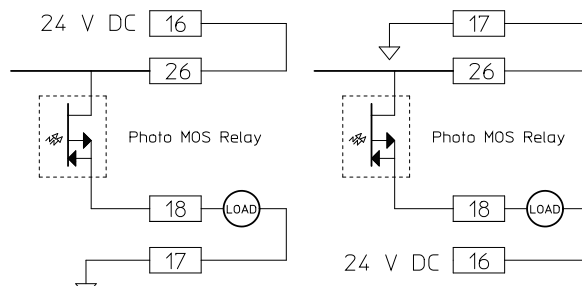 24 V DC 16
26
Photo MOS Relay
18 LOAD
17
17
26
Photo MOS Relay
18 LOAD
24 V DC 16